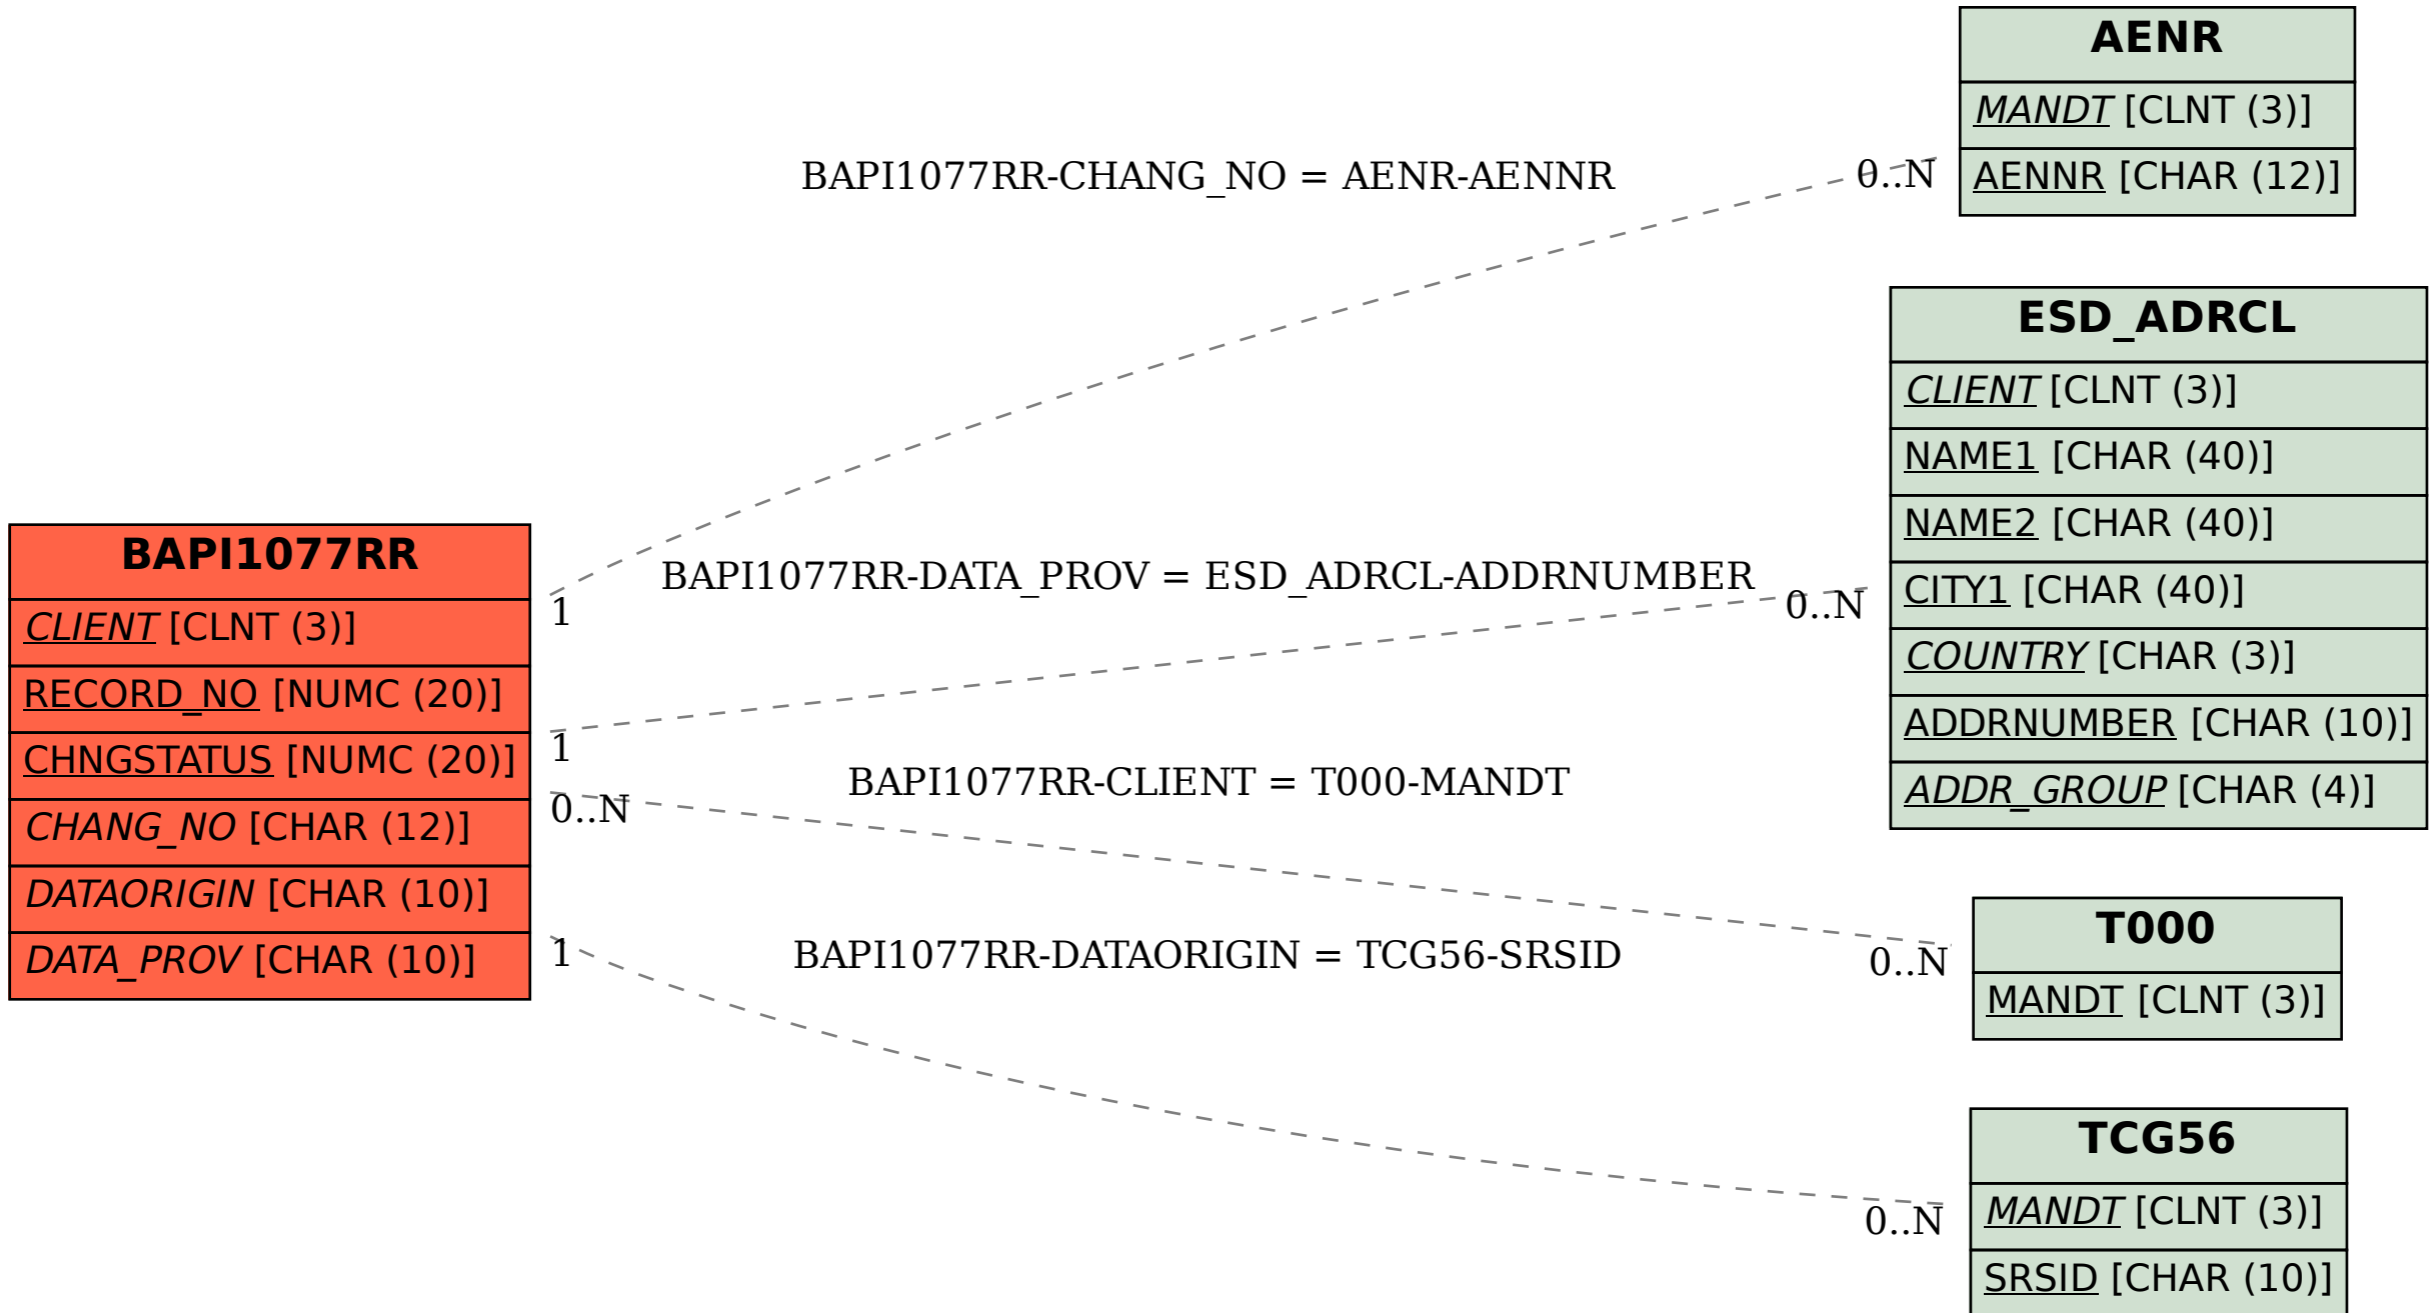 AENR
MANDT [CLNT (3)]
AENNR [CHAR (12)]
BAPI1077RR-CHANG_NO = AENR-AENNR
0..N
ESD_ADRCL
CLIENT [CLNT (3)]
NAME1 [CHAR (40)]
NAME2 [CHAR (40)]
CITY1 [CHAR (40)]
COUNTRY [CHAR (3)]
ADDRNUMBER [CHAR (10)]
ADDR_GROUP [CHAR (4)]
BAPI1077RR
CLIENT [CLNT (3)]
RECORD_NO [NUMC (20)]
CHNGSTATUS [NUMC (20)]
CHANG_NO [CHAR (12)]
DATAORIGIN [CHAR (10)]
DATA_PROV [CHAR (10)]
1
BAPI1077RR-DATA_PROV = ESD_ADRCL-ADDRNUMBER
0..N
1
BAPI1077RR-CLIENT = T000-MANDT
0..N
0..N
1
BAPI1077RR-DATAORIGIN = TCG56-SRSID
0..N
T000
MANDT [CLNT (3)]
TCG56
MANDT [CLNT (3)]
SRSID [CHAR (10)]